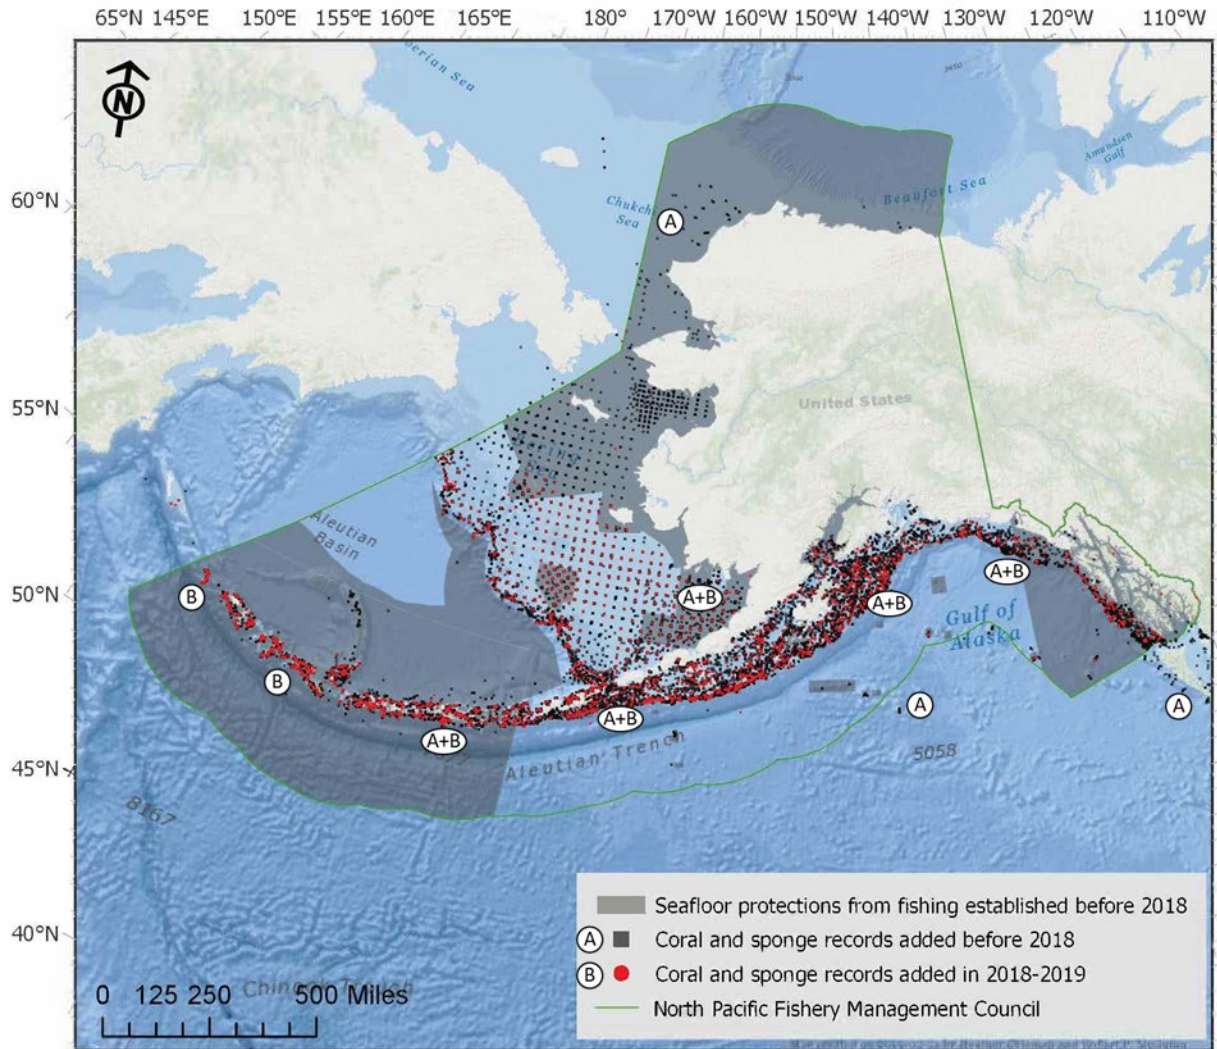 65°N 145°E 150°E 155°E 160°E 165°E 180° 170°W 160°W 150°W 140°W 130°W 120°W 110°W
N
3450
Amundsen
Gulf
60°N
Beaufort Sea
Chukchi
Sea
A
55°N
United States
Aleutian
Basin
50°N
B
A+B
A+B
A+B
Gulf of
Alaska
B
A
A
A+B
A+B
Aleutian Trench
5058
45°N
8167
40°N
Seafloor protections from fishing established before 2018
A Coral and sponge records added before 2018
B Coral and sponge records added in 2018-2019
North Pacific Fishery Management Council
0 125 250 500 Miles